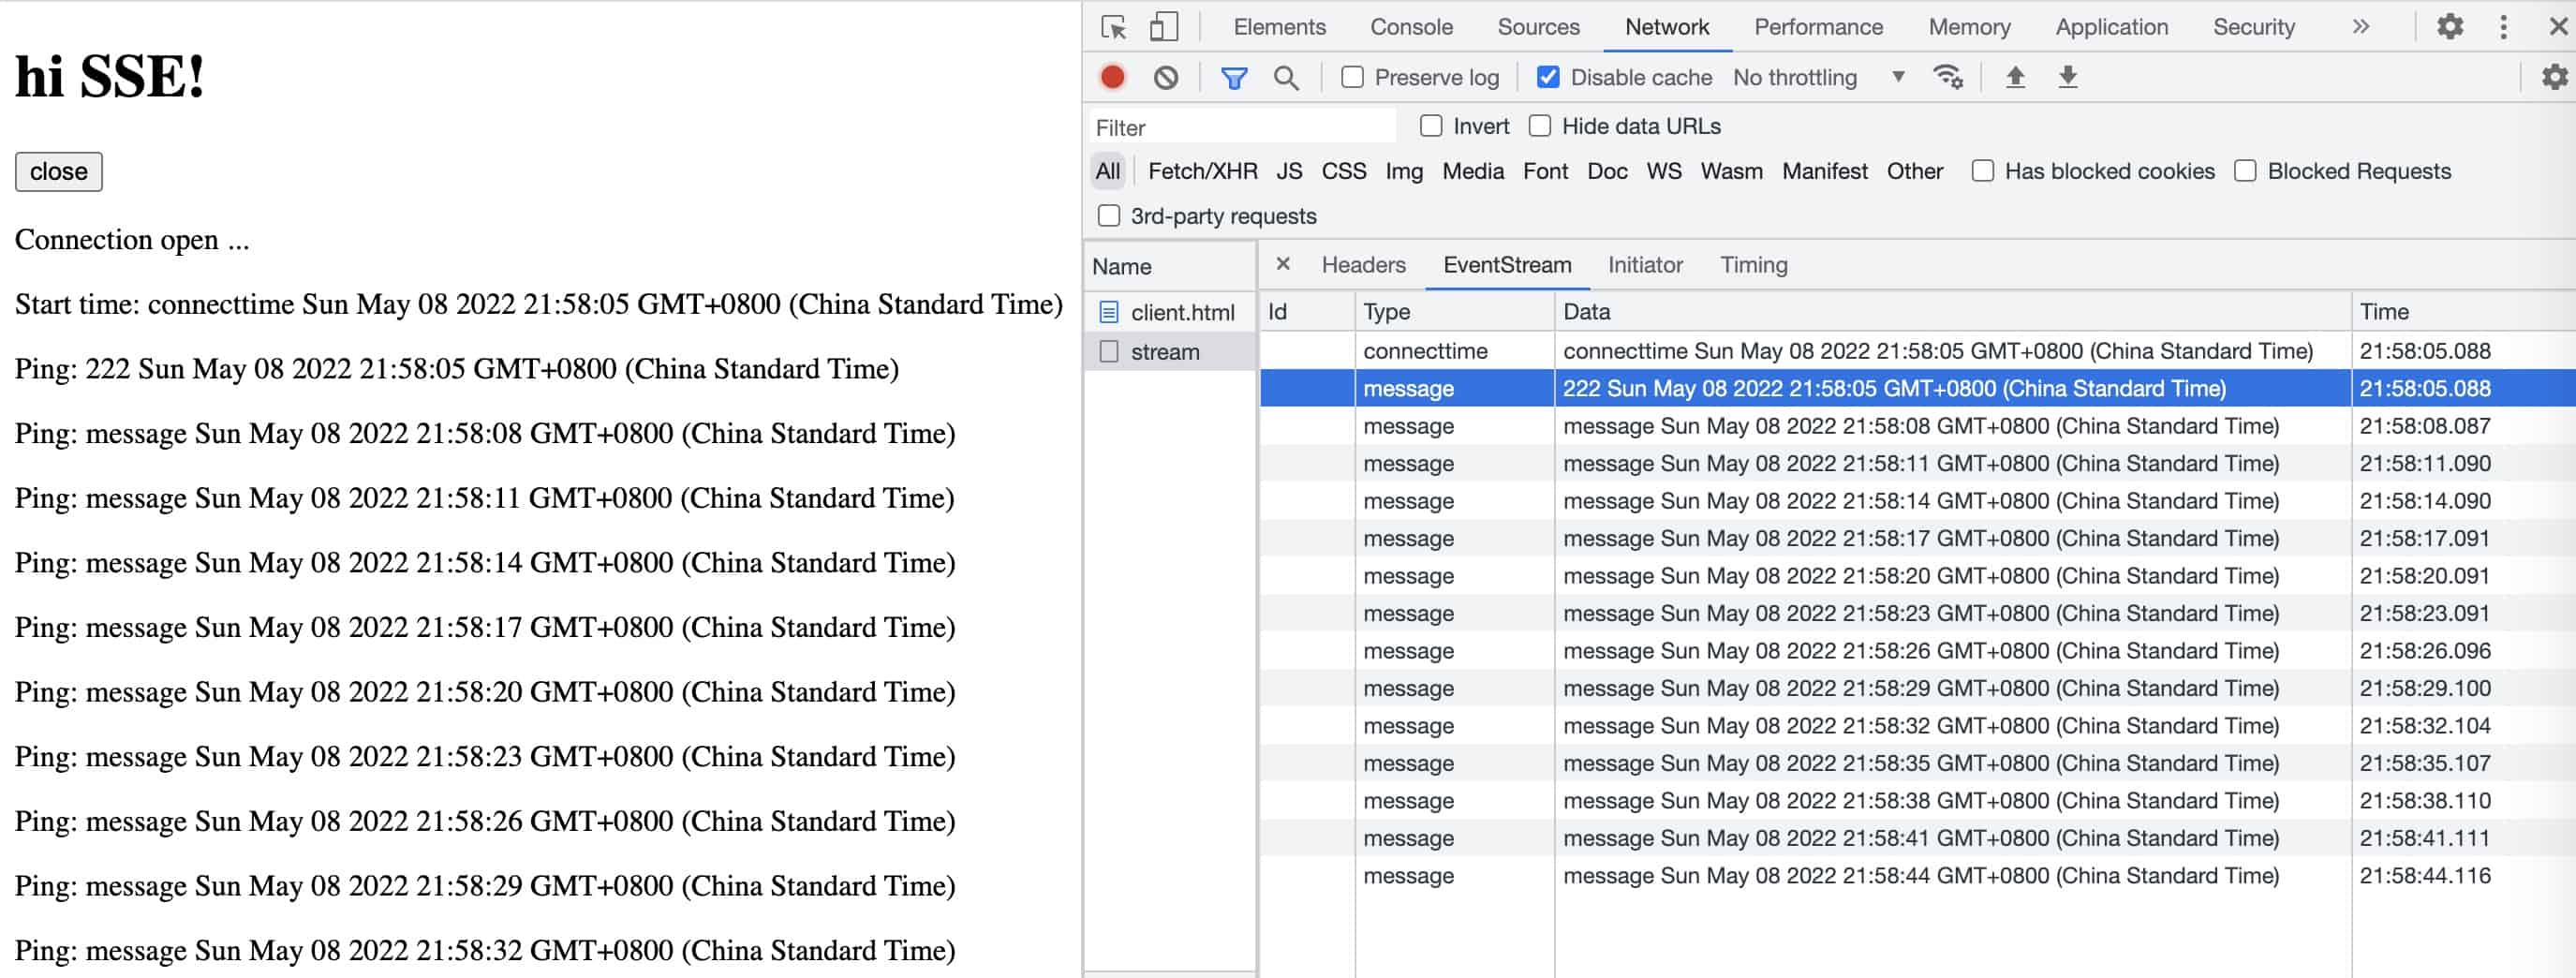 hi SSE!
close
Connection open ...
Start time: connecttime Sun May 08 2022 21:58:05 GMT+0800 (China Standard Time)
Ping: 222 Sun May 08 2022 21:58:05 GMT+0800 (China Standard Time)
Ping: message Sun May 08 2022 21:58:08 GMT+0800 (China Standard Time)
Ping: message Sun May 08 2022 21:58:11 GMT+0800 (China Standard Time)
Ping: message Sun May 08 2022 21:58:14 GMT+0800 (China Standard Time)
Ping: message Sun May 08 2022 21:58:17 GMT+0800 (China Standard Time)
Ping: message Sun May 08 2022 21:58:20 GMT+0800 (China Standard Time)
Ping: message Sun May 08 2022 21:58:23 GMT+0800 (China Standard Time)
Ping: message Sun May 08 2022 21:58:26 GMT+0800 (China Standard Time)
Ping: message Sun May 08 2022 21:58:29 GMT+0800 (China Standard Time)
Ping: message Sun May 08 2022 21:58:32 GMT+0800 (China Standard Time)
Elements Console Sources Network Performance Memory Application Security »
Preserve log Disable cache No throttling
Filter Invert Hide data URLs
All Fetch/XHR JS CSS Img Media Font Doc WS Wasm Manifest Other Has blocked cookies Blocked Requests
3rd-party requests
Name
client.html
stream
Headers EventStream Initiator Timing
Id Type Data Time
connecttime connecttime Sun May 08 2022 21:58:05 GMT+0800 (China Standard Time) 21:58:05.088
message 222 Sun May 08 2022 21:58:05 GMT+0800 (China Standard Time) 21:58:05.088
message message Sun May 08 2022 21:58:08 GMT+0800 (China Standard Time) 21:58:08.087
message message Sun May 08 2022 21:58:11 GMT+0800 (China Standard Time) 21:58:11.090
message message Sun May 08 2022 21:58:14 GMT+0800 (China Standard Time) 21:58:14.090
message message Sun May 08 2022 21:58:17 GMT+0800 (China Standard Time) 21:58:17.091
message message Sun May 08 2022 21:58:20 GMT+0800 (China Standard Time) 21:58:20.091
message message Sun May 08 2022 21:58:23 GMT+0800 (China Standard Time) 21:58:23.091
message message Sun May 08 2022 21:58:26 GMT+0800 (China Standard Time) 21:58:26.096
message message Sun May 08 2022 21:58:29 GMT+0800 (China Standard Time) 21:58:29.100
message message Sun May 08 2022 21:58:32 GMT+0800 (China Standard Time) 21:58:32.104
message message Sun May 08 2022 21:58:35 GMT+0800 (China Standard Time) 21:58:35.107
message message Sun May 08 2022 21:58:38 GMT+0800 (China Standard Time) 21:58:38.110
message message Sun May 08 2022 21:58:41 GMT+0800 (China Standard Time) 21:58:41.111
message message Sun May 08 2022 21:58:44 GMT+0800 (China Standard Time) 21:58:44.116